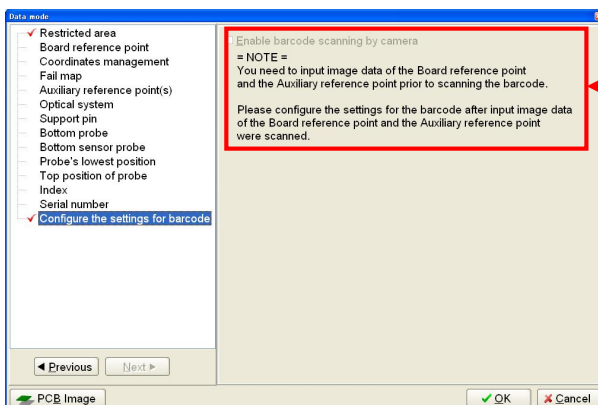 Data mode
Restricted area
Board reference point
Coordinates management
Fail map
Auxiliary reference point(s)
Optical system
Support pin
Bottom probe
Bottom sensor probe
Probe's lowest position
Top position of probe
Index
Serial number
Configure the settings for barcode
Enable barcode scanning by camera
= NOTE =
You need to input image data of the Board reference point
and the Auxiliary reference point prior to scanning the barcode.
Please configure the settings for the barcode after input image data
of the Board reference point and the Auxiliary reference point
were scanned.
Previous Next
PCB Image OK Cancel